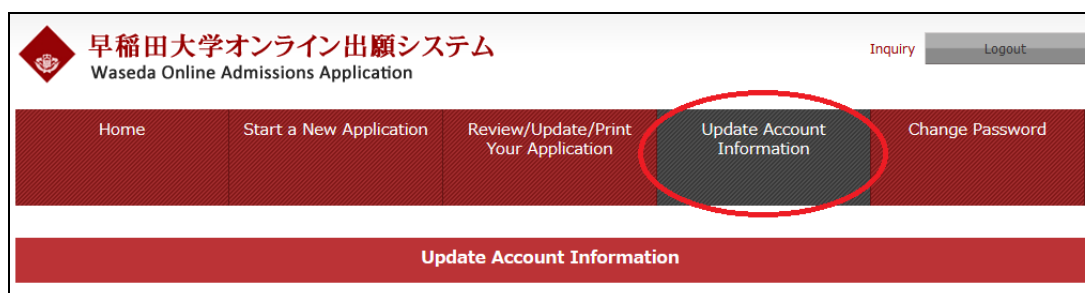 早稲田大学オンライン出願システム
Waseda Online Admissions Application
Inquiry
Logout
Home
Start a New Application
Review/Update/Print
Your Application
Update Account
Information
Change Password
Update Account Information